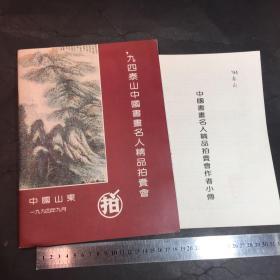 '九四泰山中國書畫名人精品拍賣會
中國山東
一九九四年九月
拍
'94泰山
中國書畫名人精品拍賣會作者小傳